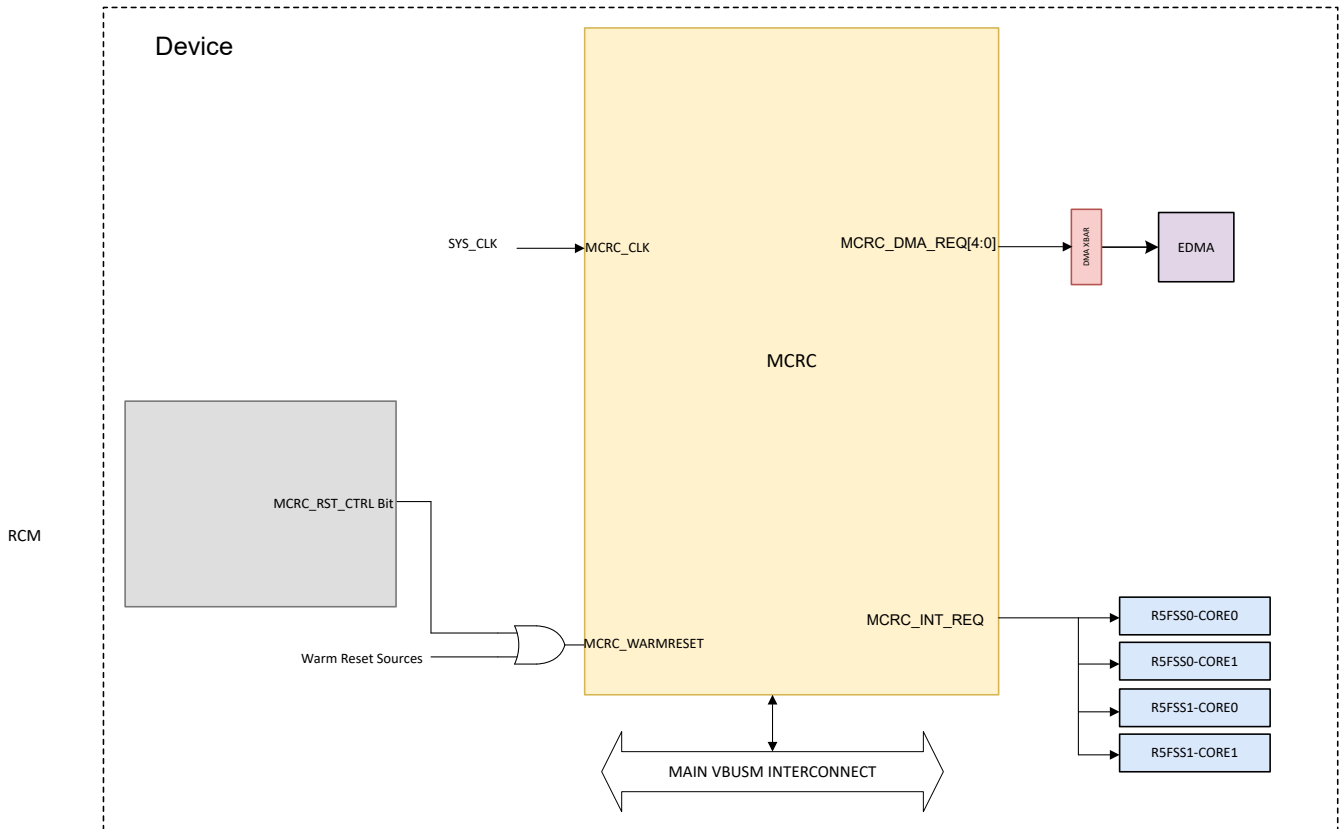 Device
SYS_CLK
MCRC_CLK
MCRC_DMA_REQ[4:0]
DMA XBAR
EDMA
MCRC
MCRC_RST_CTRL Bit
RCM
Warm Reset Sources
MCRC_WARMRESET
MCRC_INT_REQ
R5FSS0-CORE0
R5FSS0-CORE1
R5FSS1-CORE0
R5FSS1-CORE1
MAIN VBUSM INTERCONNECT